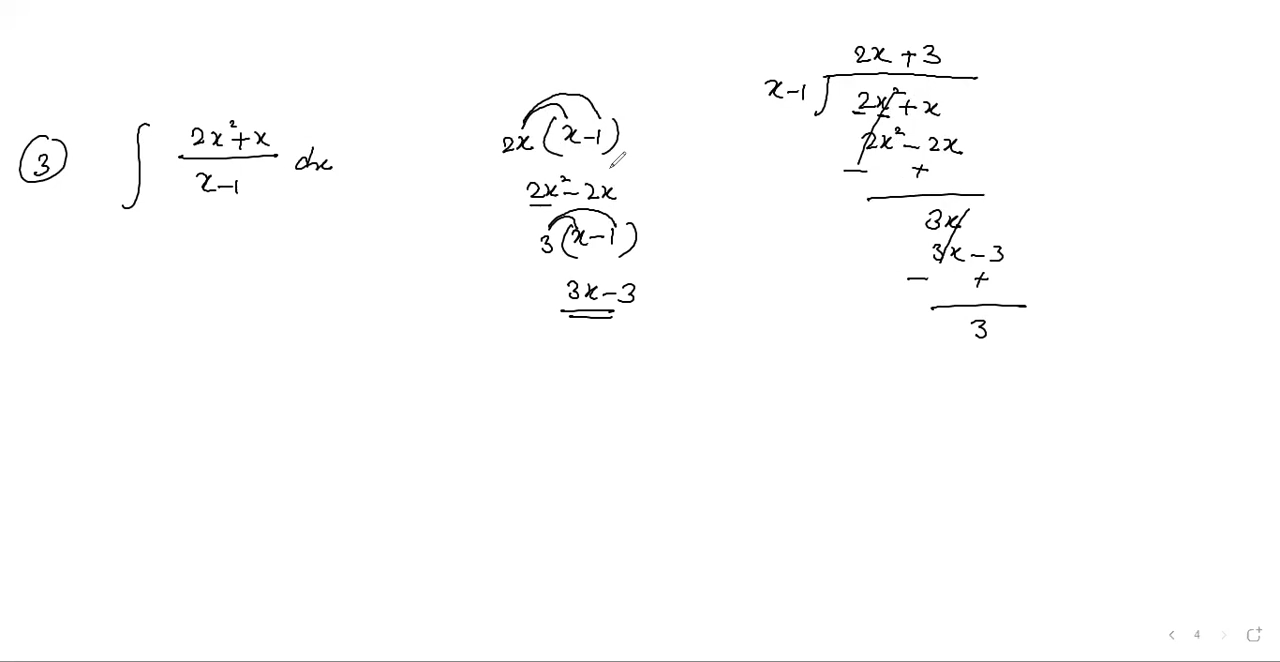 ③ ∫ (2x²+x)/(x-1) dx
2x(x-1)
2x²-2x
3(x-1)
3x-3
2x+3
x-1 ) 2x²+x
2x²-2x
- +
3x
3x-3
- +
3
4